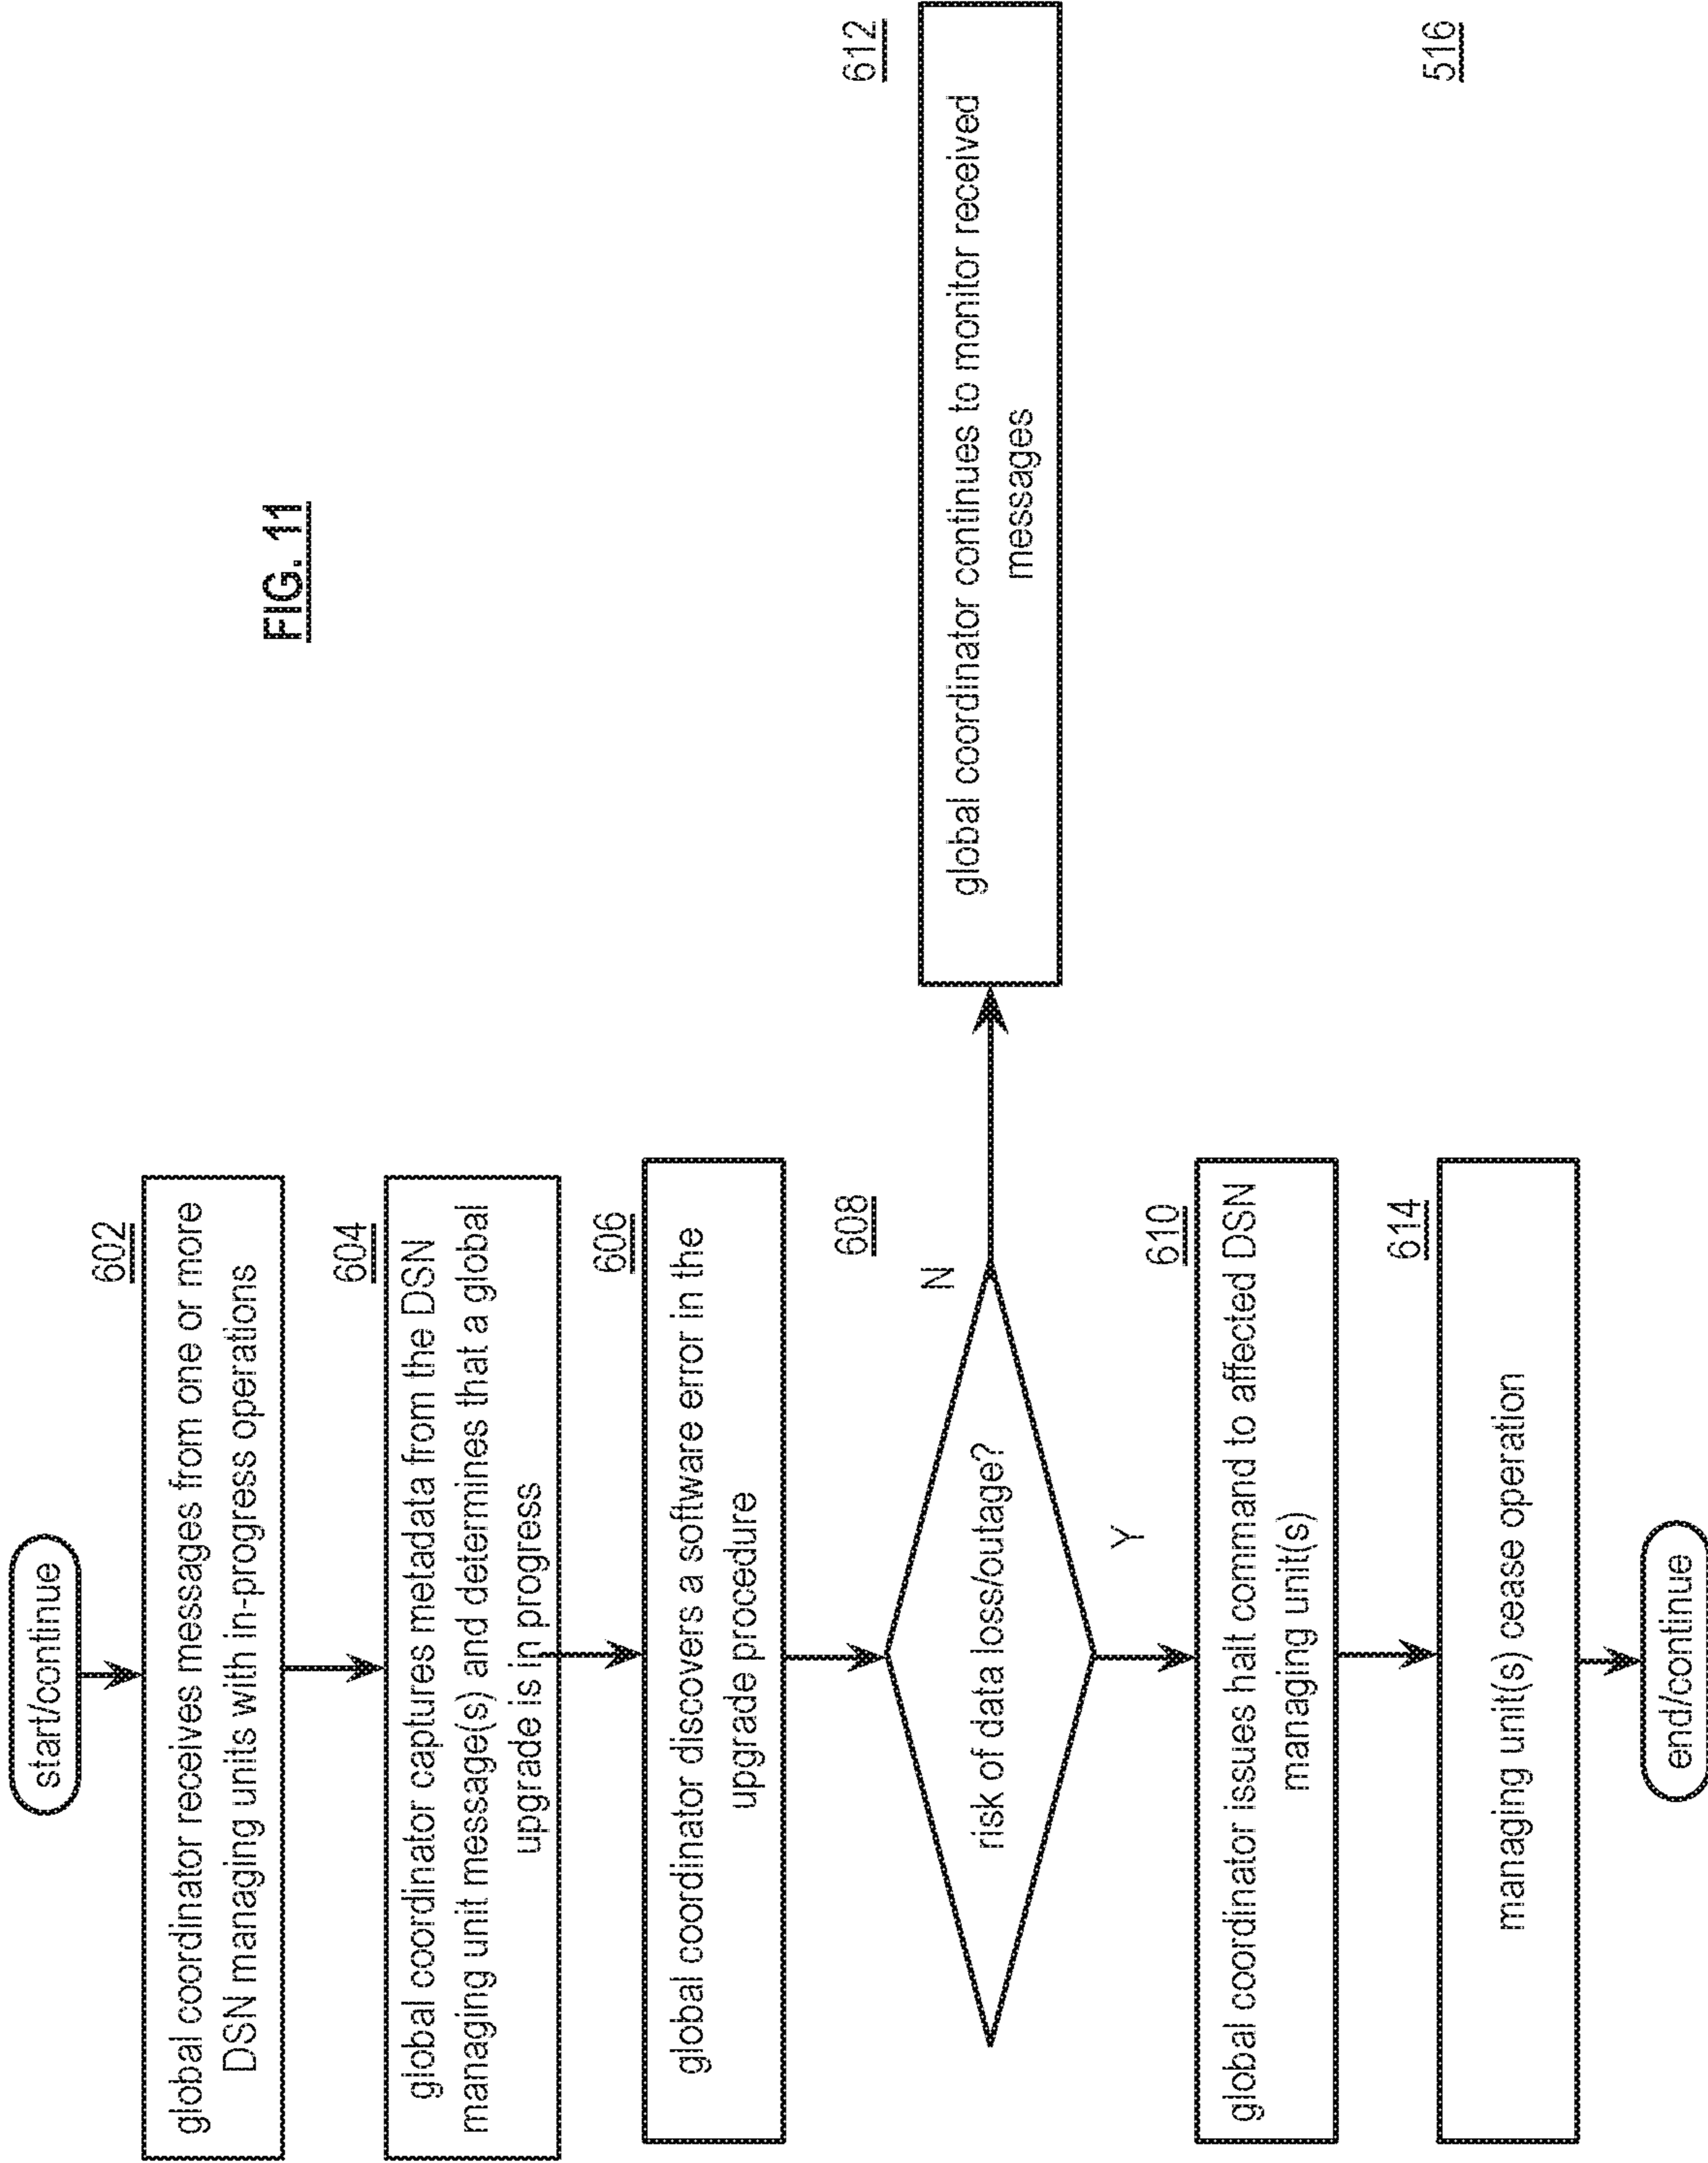 FIG. 11
start/continue
602
global coordinator receives messages from one or more
DSN managing units with in-progress operations
604
global coordinator captures metadata from the DSN
managing unit message(s) and determines that a global
upgrade is in progress
606
global coordinator discovers a software error in the
upgrade procedure
608
risk of data loss/outage?
N
612
global coordinator continues to monitor received
messages
Y
610
global coordinator issues halt command to affected DSN
managing unit(s)
614
managing unit(s) cease operation
516
end/continue